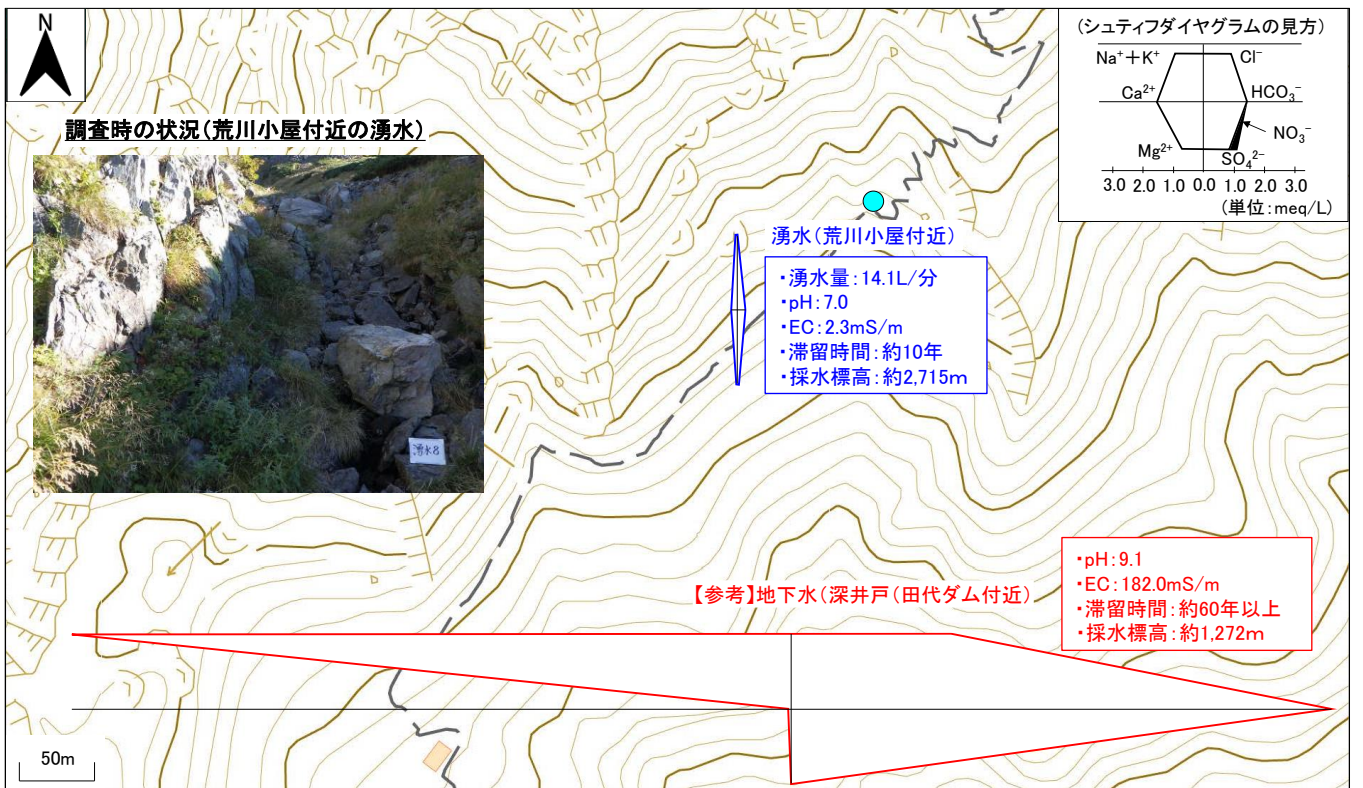 N
調査時の状況(荒川小屋付近の湧水)
湧水8
(シュティフダイヤグラムの見方)
Na⁺+K⁺
Cl⁻
Ca²⁺
HCO₃⁻
NO₃⁻
Mg²⁺
SO₄²⁻
3.0 2.0 1.0 0.0 1.0 2.0 3.0
(単位:meq/L)
湧水(荒川小屋付近)
・湧水量:14.1L/分
・pH:7.0
・EC:2.3mS/m
・滞留時間:約10年
・採水標高:約2,715m
【参考】地下水(深井戸(田代ダム付近)
・pH:9.1
・EC:182.0mS/m
・滞留時間:約60年以上
・採水標高:約1,272m
50m